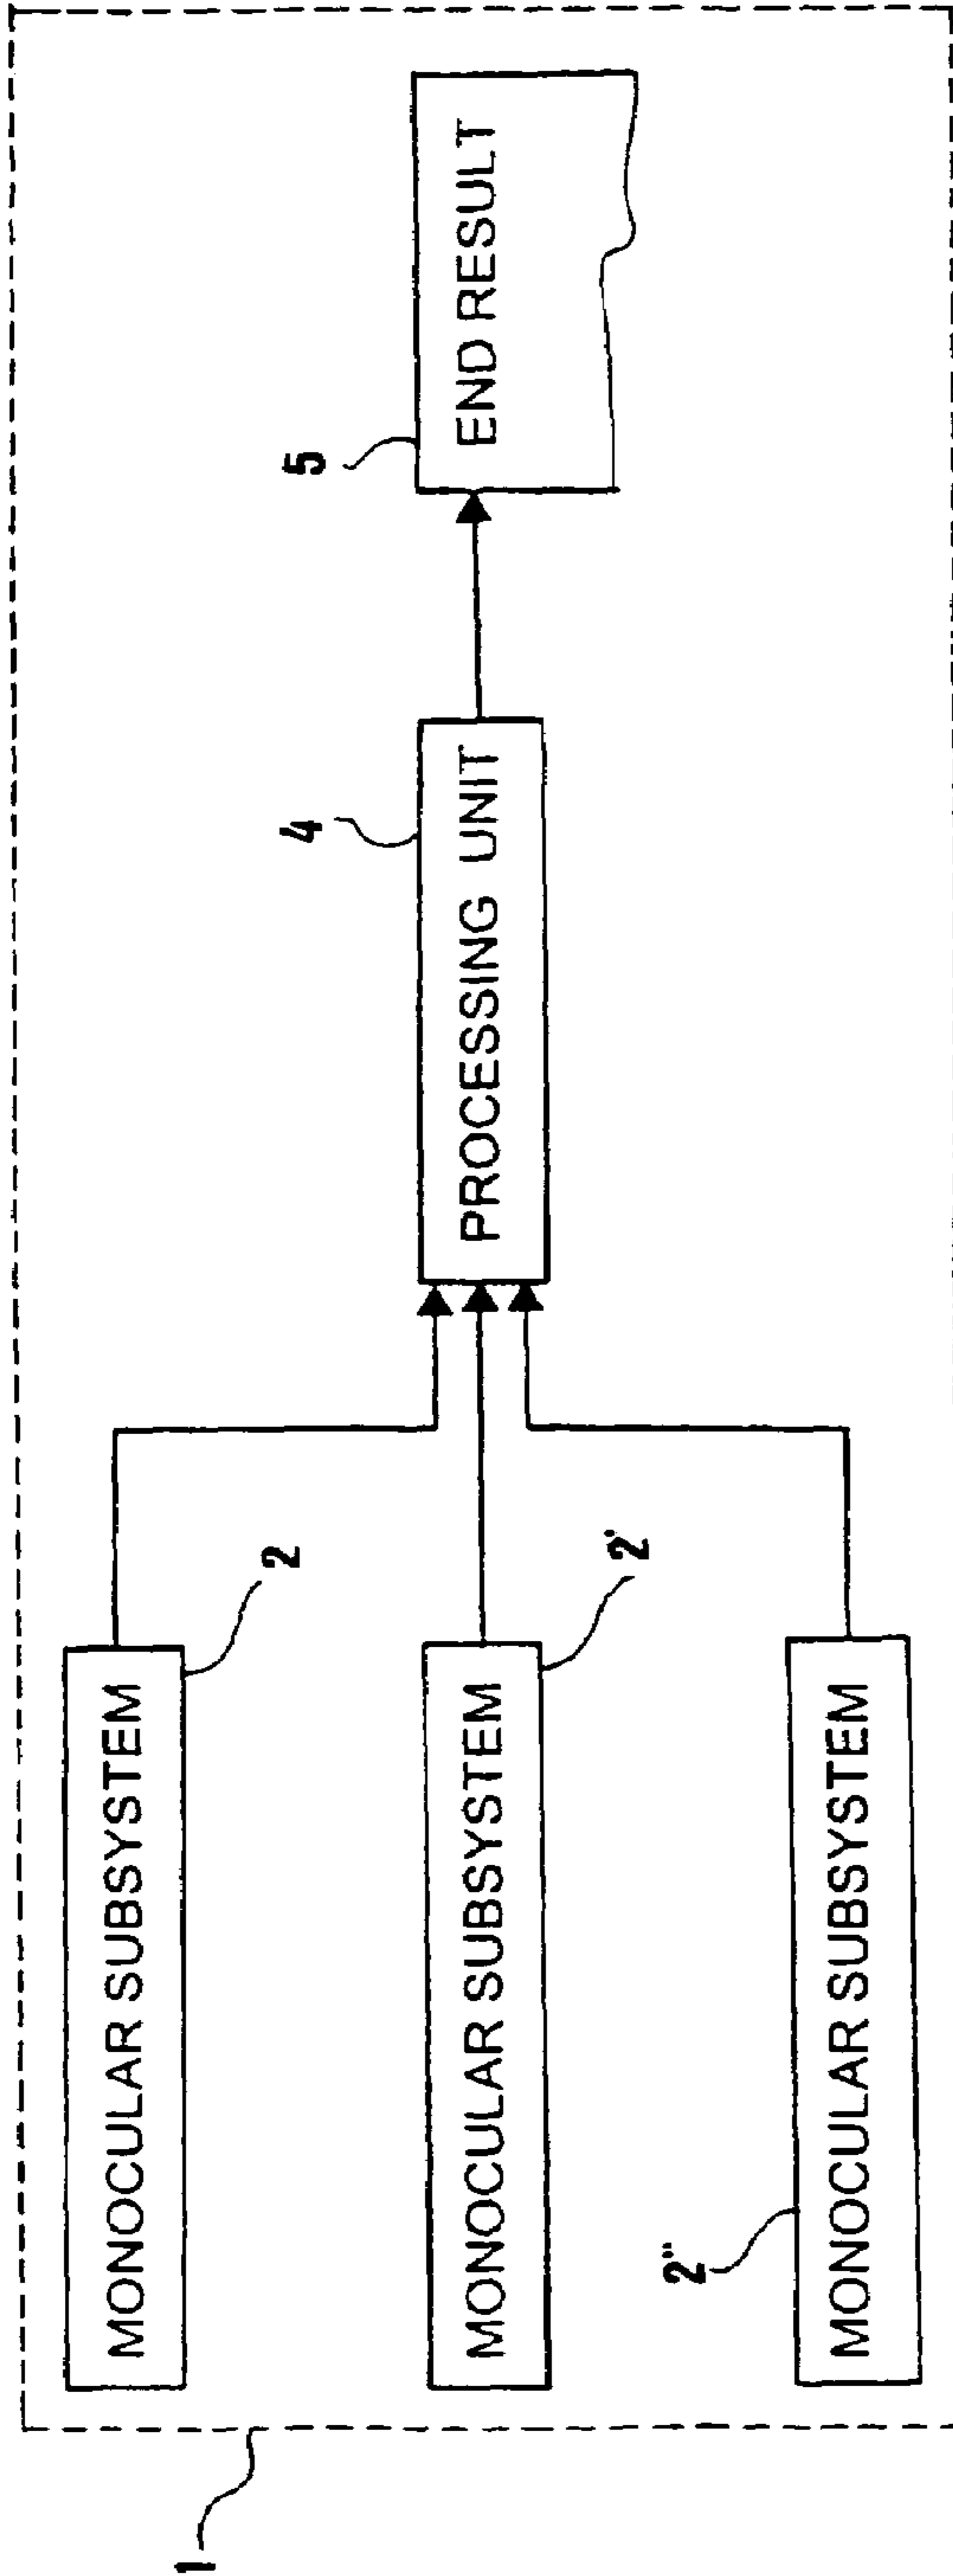 1
MONOCULAR SUBSYSTEM
2
MONOCULAR SUBSYSTEM
2'
MONOCULAR SUBSYSTEM
2"
PROCESSING UNIT
4
END RESULT
5